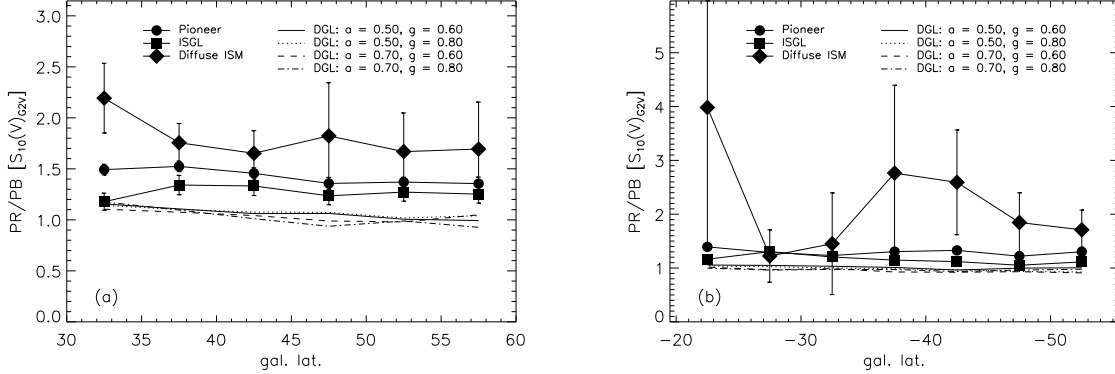 Pioneer
ISGL
Diffuse ISM
DGL: a = 0.50, g = 0.60
DGL: a = 0.50, g = 0.80
DGL: a = 0.70, g = 0.60
DGL: a = 0.70, g = 0.80
3.0
2.5
2.0
1.5
1.0
0.5
0.0
PR/PB [S10(V)G2V]
(a)
30 35 40 45 50 55 60
gal. lat.
Pioneer
ISGL
Diffuse ISM
DGL: a = 0.50, g = 0.60
DGL: a = 0.50, g = 0.80
DGL: a = 0.70, g = 0.60
DGL: a = 0.70, g = 0.80
5
4
3
2
1
0
PR/PB [S10(V)G2V]
(b)
−20 −30 −40 −50
gal. lat.